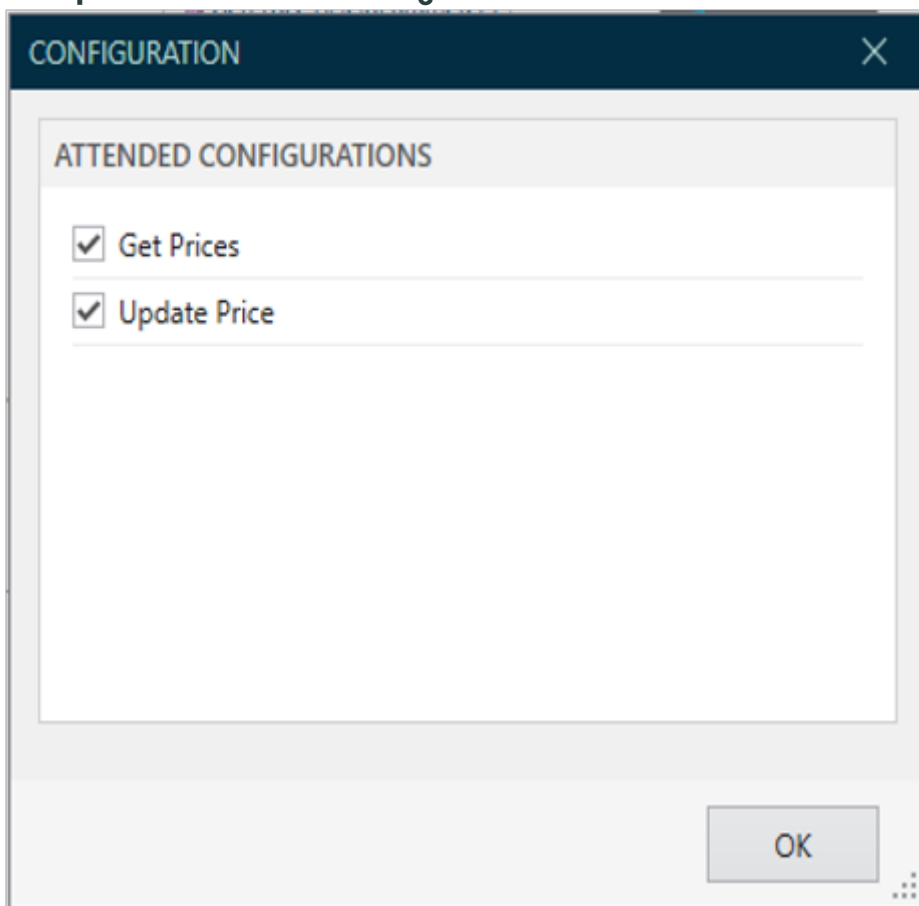 CONFIGURATION
ATTENDED CONFIGURATIONS
Get Prices
Update Price
OK